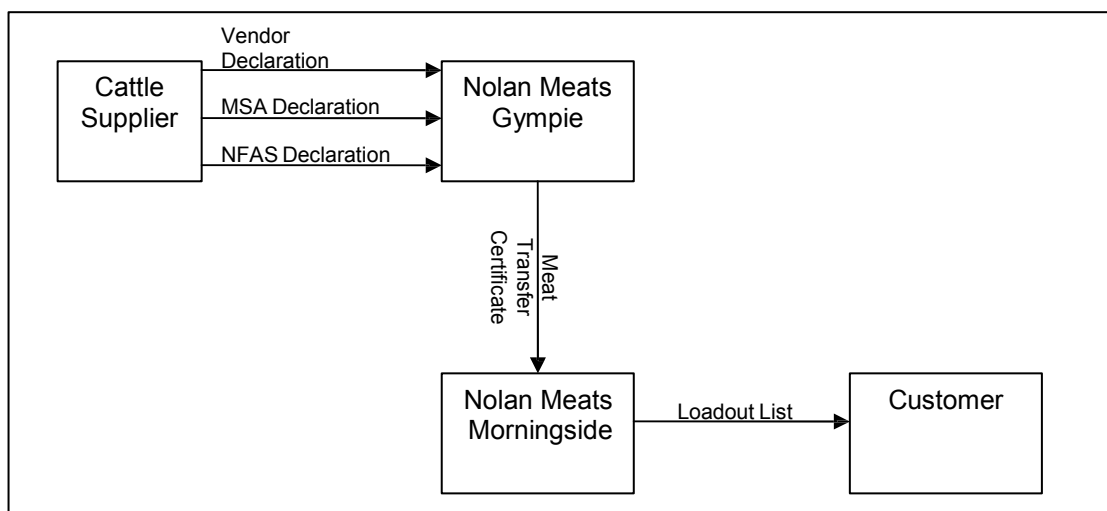 Vendor
Declaration
Cattle
Supplier
MSA Declaration
NFAS Declaration
Nolan Meats
Gympie
Meat
Transfer
Certificate
Nolan Meats
Morningside
Loadout List
Customer